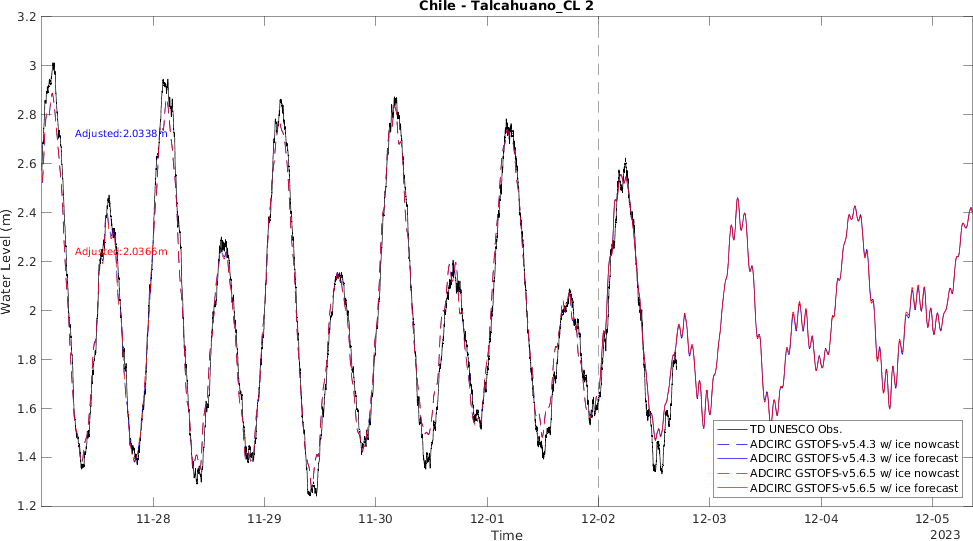 Chile - Talcahuano_CL 2
3.2
3
2.8
2.6
2.4
2.2
2
1.8
1.6
1.4
1.2
Water Level (m)
Adjusted:2.0338m
Adjusted:2.0366m
TD UNESCO Obs.
ADCIRC GSTOFS-v5.4.3 w/ ice nowcast
ADCIRC GSTOFS-v5.4.3 w/ ice forecast
ADCIRC GSTOFS-v5.6.5 w/ ice nowcast
ADCIRC GSTOFS-v5.6.5 w/ ice forecast
11-28 11-29 11-30 12-01 12-02 12-03 12-04 12-05
Time 2023